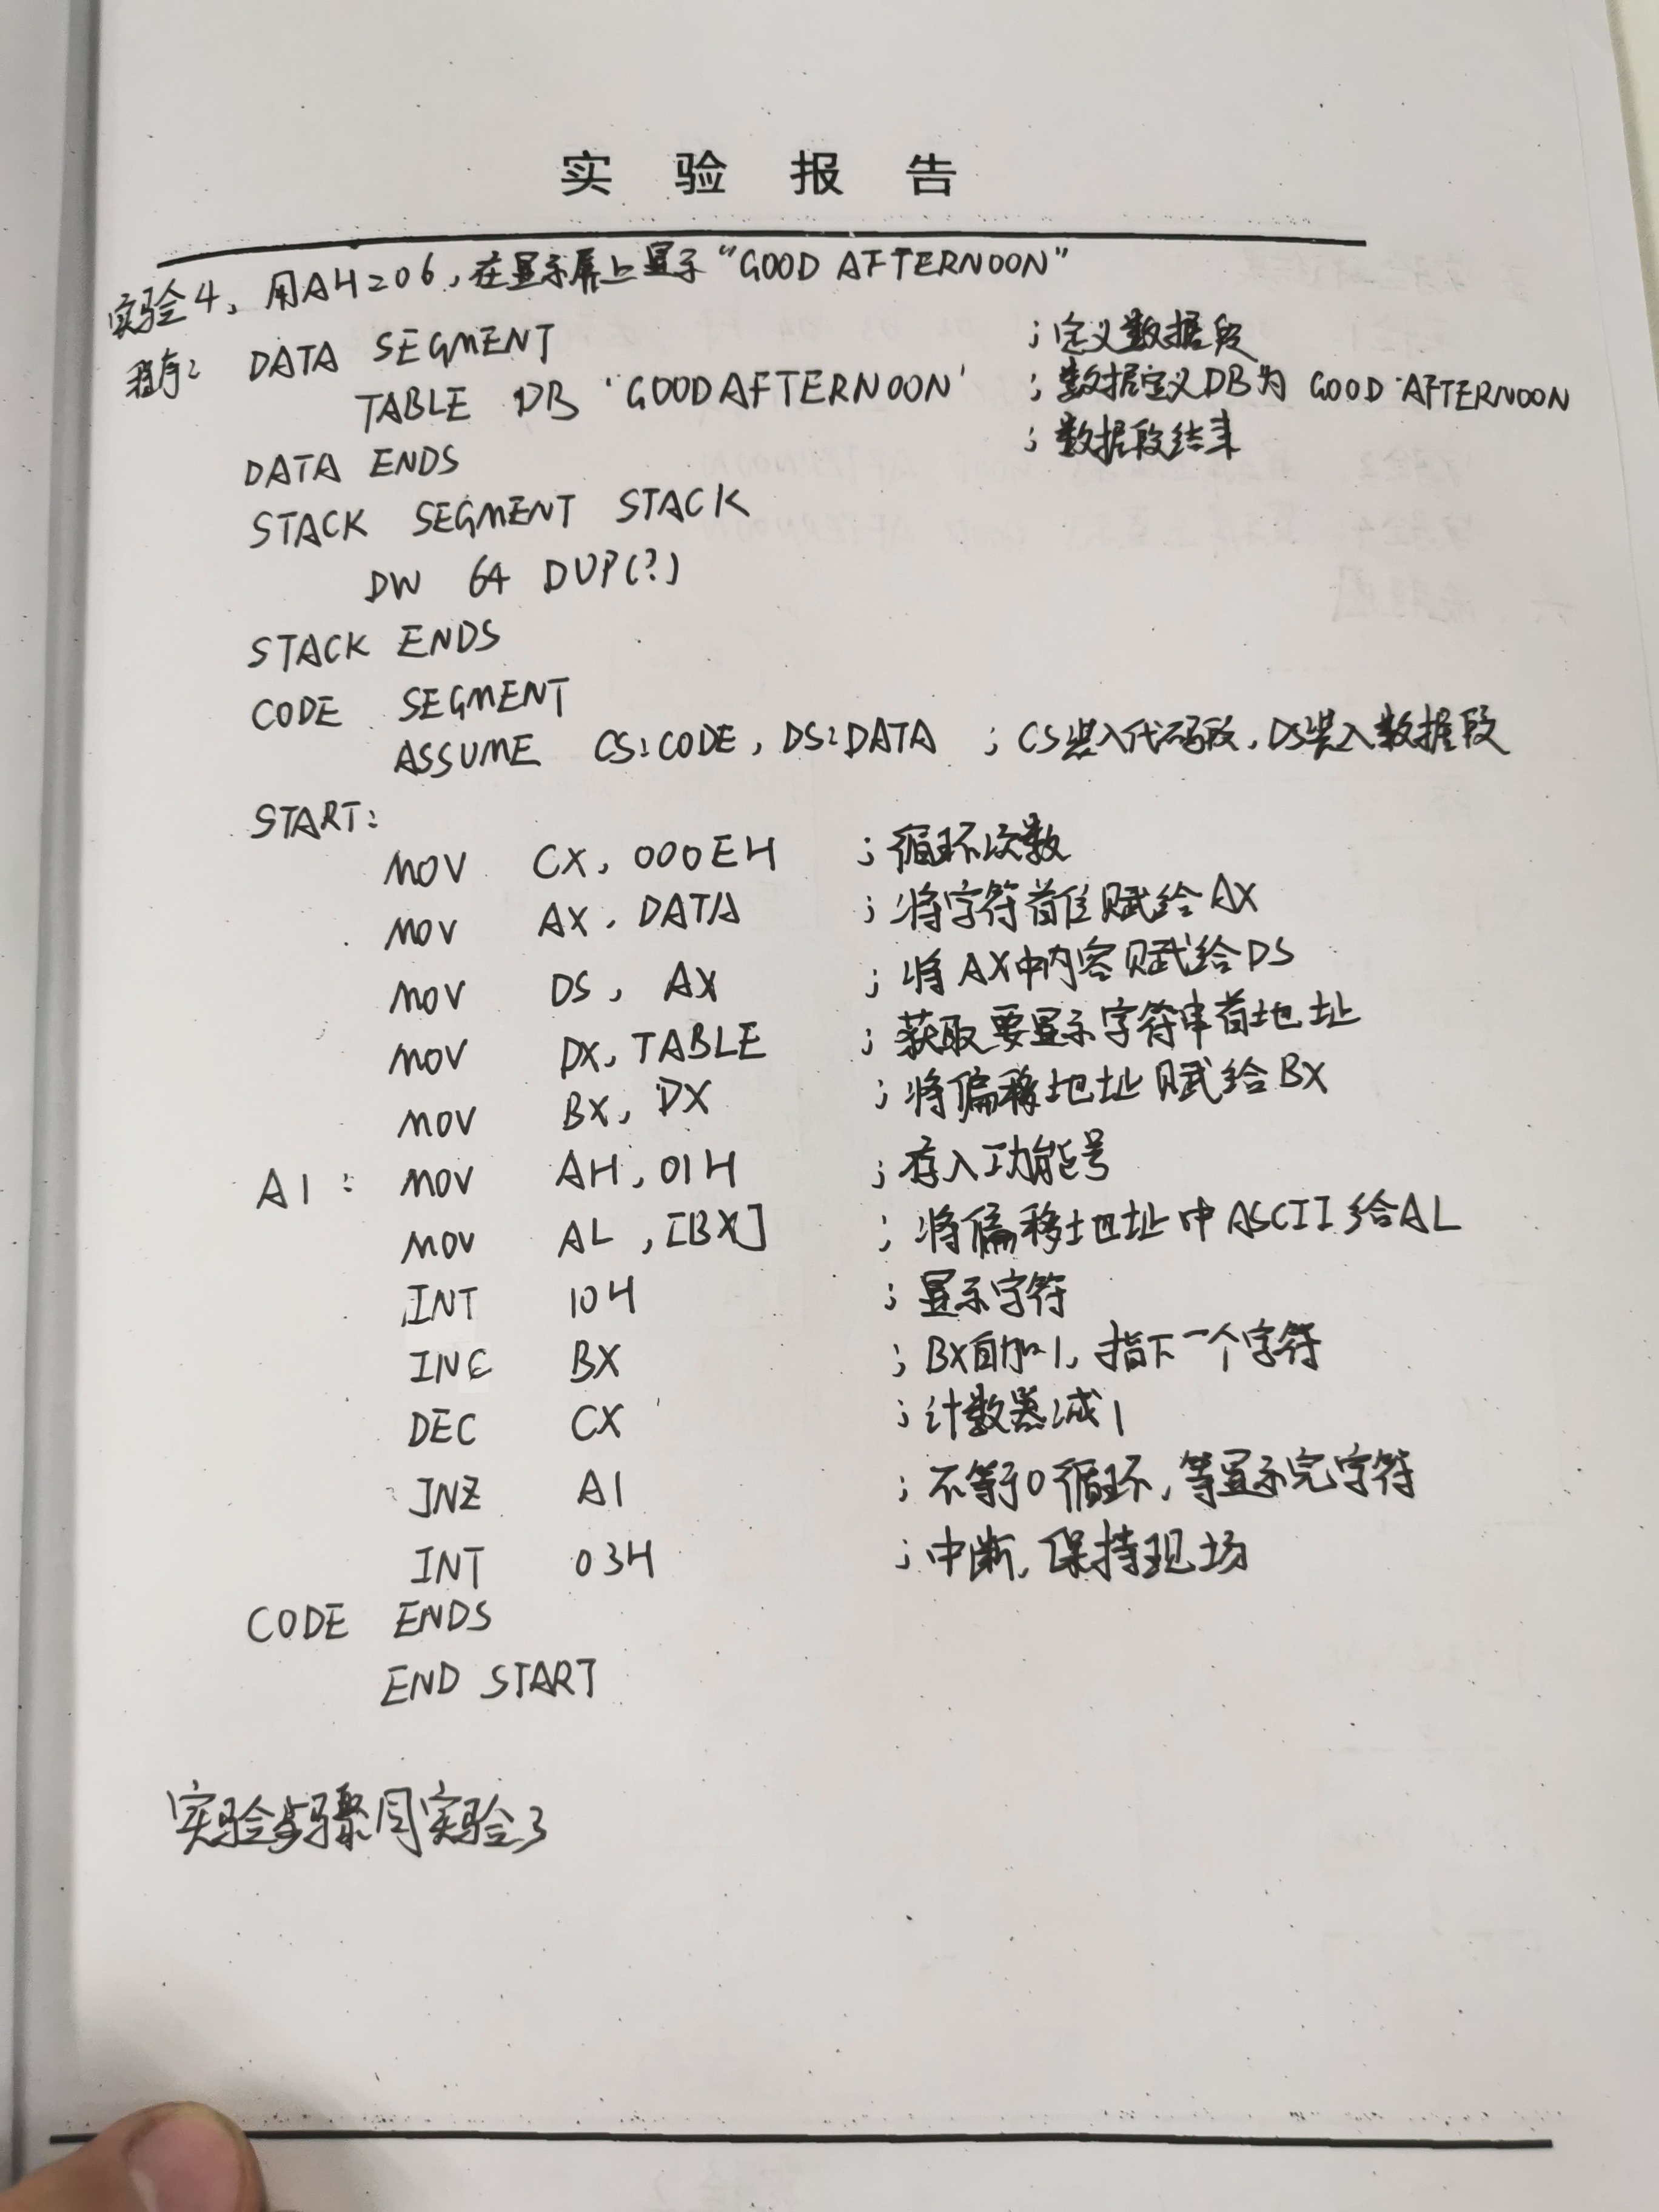 实验报告
实验4、用AH=06,在显示屏上显示“GOOD AFTERNOON”
程序: DATA SEGMENT ;定义数据段
TABLE DB 'GOODAFTERNOON' ;数据定义DB为 GOOD AFTERNOON
DATA ENDS ;数据段结束
STACK SEGMENT STACK
DW 64 DUP(?)
STACK ENDS
CODE SEGMENT
ASSUME CS:CODE, DS:DATA ;CS装入代码段,DS装入数据段
START:
MOV CX, 000EH ;循环次数
MOV AX, DATA ;将字符首位赋给AX
MOV DS, AX ;将AX中内容赋给DS
MOV DX, TABLE ;获取要显示字符串首地址
MOV BX, DX ;将偏移地址赋给BX
A1: MOV AH, 01H ;存入功能号
MOV AL, [BX] ;将偏移地址中ASCII给AL
INT 10H ;显示字符
INC BX ;BX自加1,指下一个字符
DEC CX ;计数器减1
JNZ A1 ;不等于0循环,等显示完字符
INT 03H ;中断,保持现场
CODE ENDS
END START
实验步骤同实验3